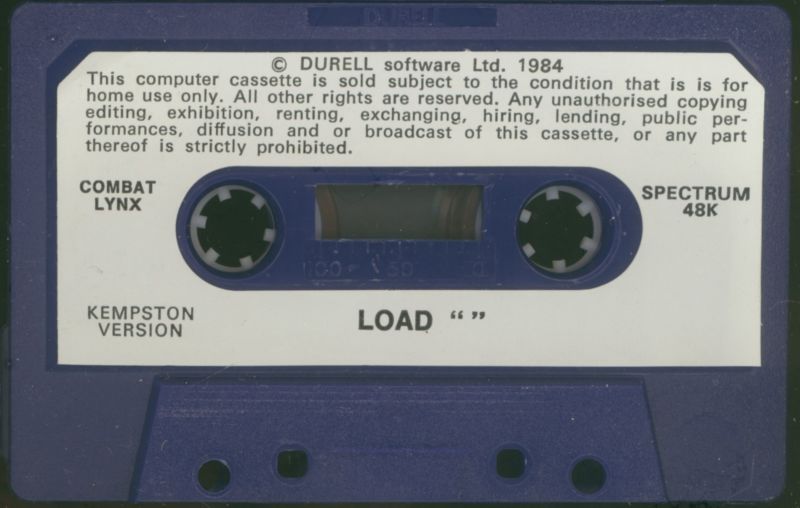 DURELL
© DURELL software Ltd. 1984
This computer cassette is sold subject to the condition that is is for
home use only. All other rights are reserved. Any unauthorised copying
editing, exhibition, renting, exchanging, hiring, lending, public per-
formances, diffusion and or broadcast of this cassette, or any part
thereof is strictly prohibited.
COMBAT
LYNX
SPECTRUM
48K
100 50
KEMPSTON
VERSION
LOAD “ ”